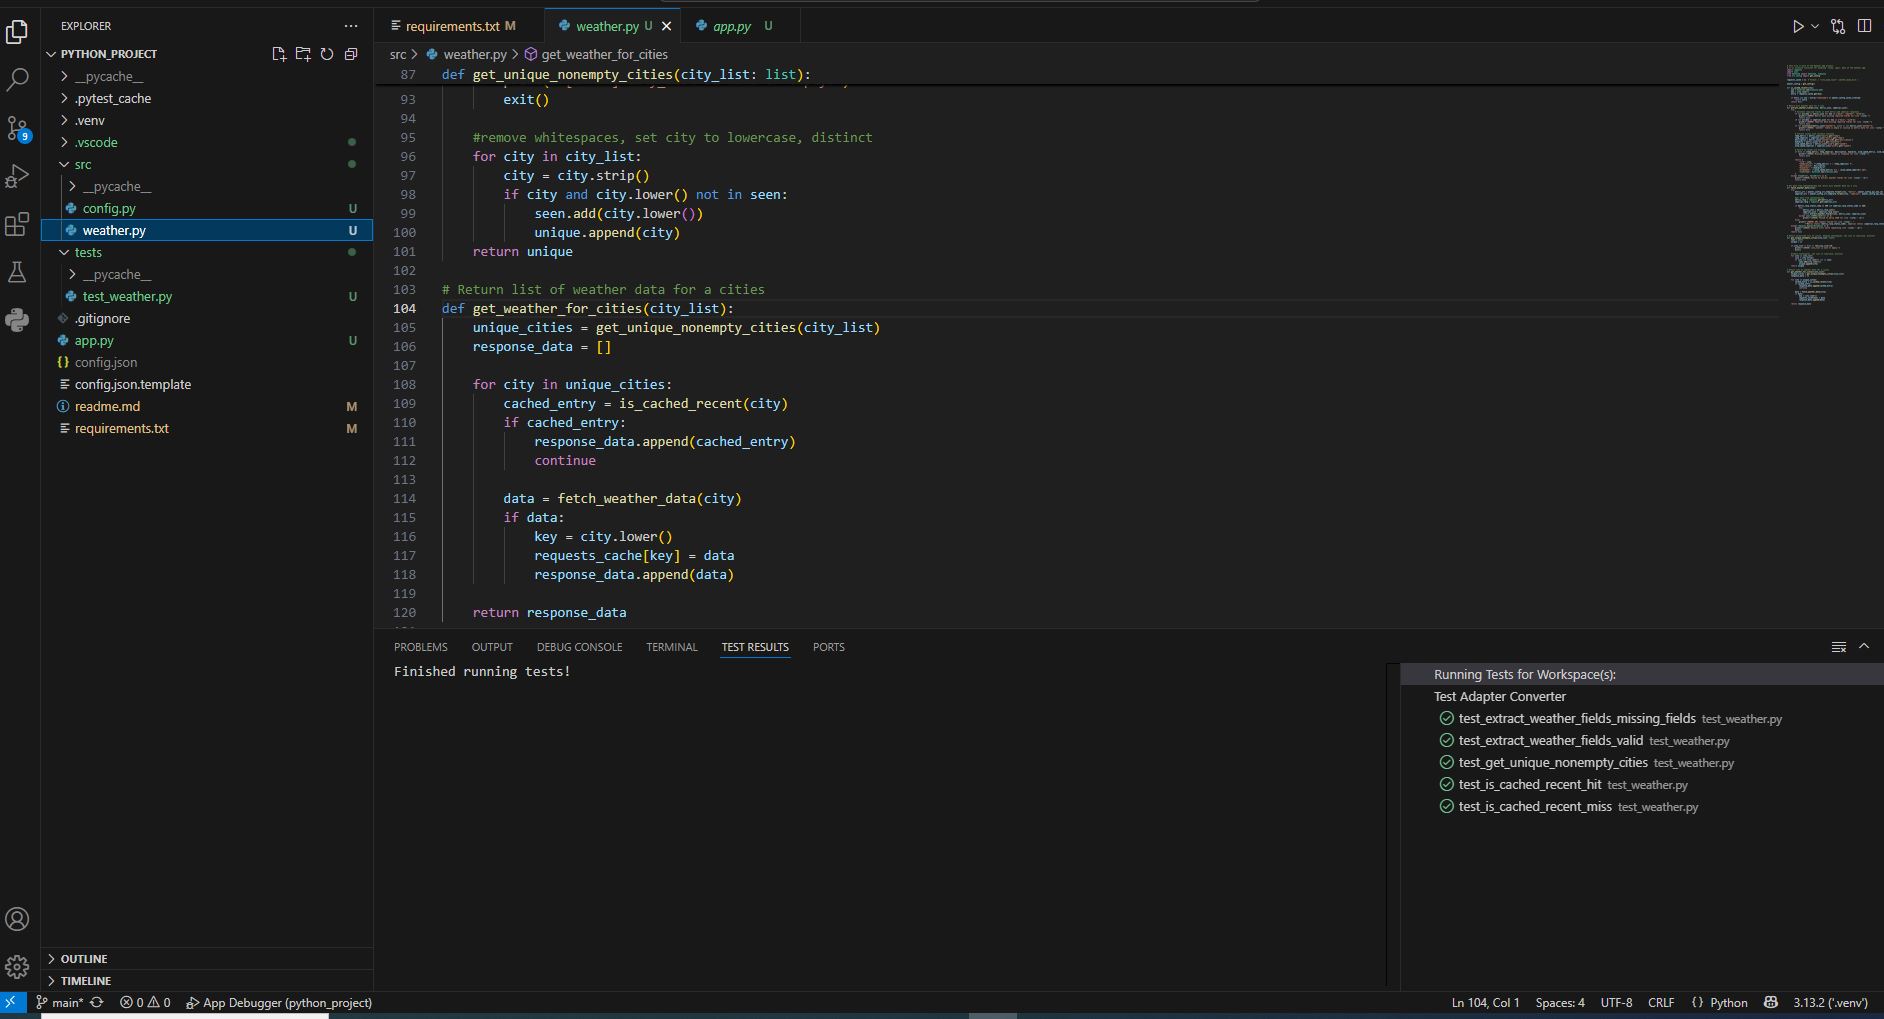 EXPLORER
PYTHON_PROJECT
__pycache__
.pytest_cache
.venv
.vscode
src
__pycache__
config.py U
weather.py U
tests
__pycache__
test_weather.py U
.gitignore
app.py U
config.json
config.json.template
readme.md M
requirements.txt M
OUTLINE
TIMELINE
9
requirements.txt M
weather.py U
app.py U
src > weather.py > get_weather_for_cities
87 def get_unique_nonempty_cities(city_list: list):
93 exit()
94
95 #remove whitespaces, set city to lowercase, distinct
96 for city in city_list:
97 city = city.strip()
98 if city and city.lower() not in seen:
99 seen.add(city.lower())
100 unique.append(city)
101 return unique
102
103 # Return list of weather data for a cities
104 def get_weather_for_cities(city_list):
105 unique_cities = get_unique_nonempty_cities(city_list)
106 response_data = []
107
108 for city in unique_cities:
109 cached_entry = is_cached_recent(city)
110 if cached_entry:
111 response_data.append(cached_entry)
112 continue
113
114 data = fetch_weather_data(city)
115 if data:
116 key = city.lower()
117 requests_cache[key] = data
118 response_data.append(data)
119
120 return response_data
PROBLEMS OUTPUT DEBUG CONSOLE TERMINAL TEST RESULTS PORTS
Finished running tests!
Running Tests for Workspace(s):
Test Adapter Converter
test_extract_weather_fields_missing_fields test_weather.py
test_extract_weather_fields_valid test_weather.py
test_get_unique_nonempty_cities test_weather.py
test_is_cached_recent_hit test_weather.py
test_is_cached_recent_miss test_weather.py
main* 0 0 App Debugger (python_project)
Ln 104, Col 1 Spaces: 4 UTF-8 CRLF {} Python 3.13.2 ('.venv')